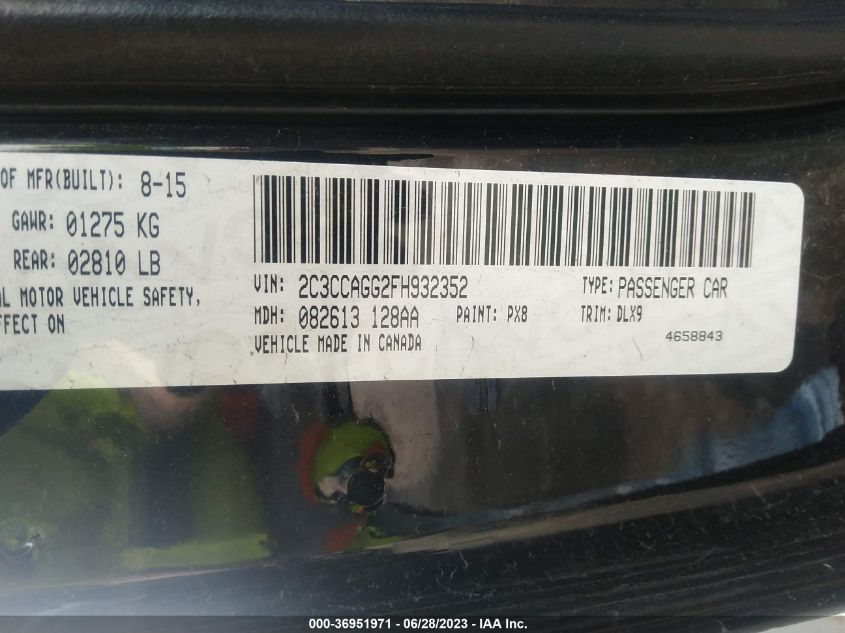 OF MFR(BUILT): 8-15
GAWR: 01275 KG
REAR: 02810 LB
MOTOR VEHICLE SAFETY,
ON
VIN: 2C3CCAGG2FH932352 TYPE: PASSENGER CAR
MDH: 082613 128AA PAINT: PX8 TRIM: DLX9
VEHICLE MADE IN CANADA 4658843
000-36951971 - 06/28/2023 - IAA Inc.